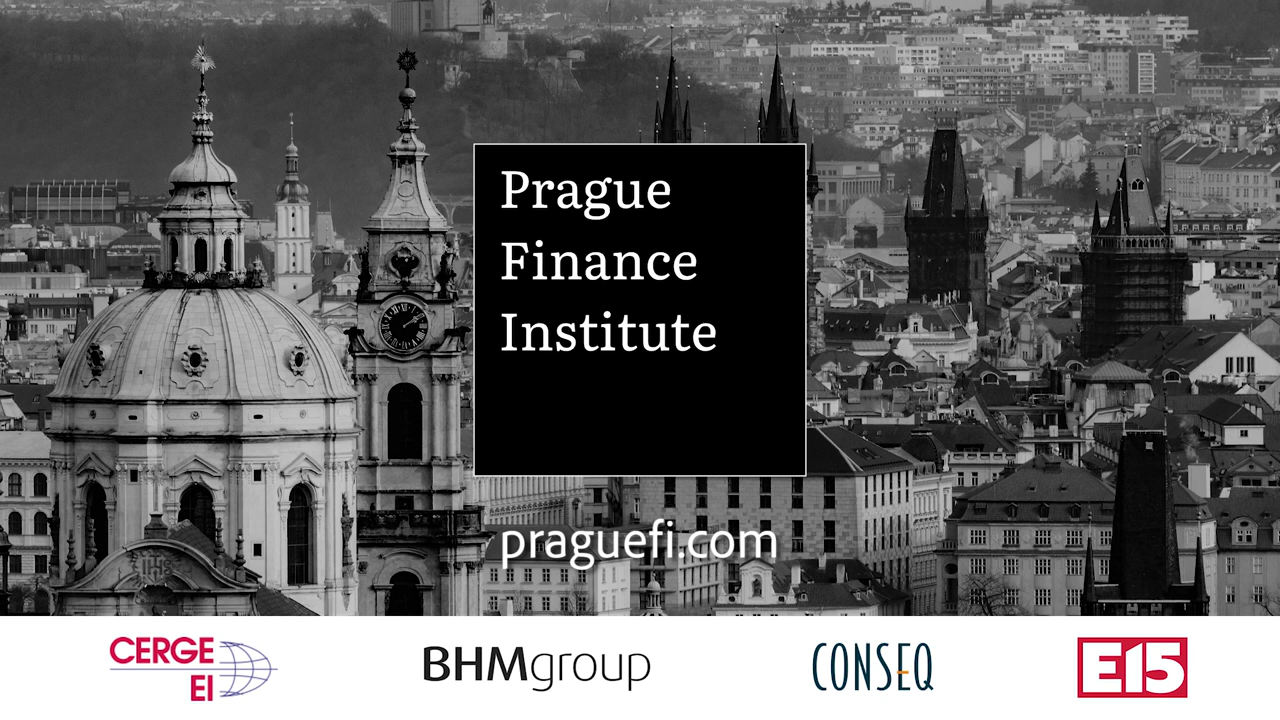 Prague
Finance
Institute
praguefi.com
CERGE
EI
BHMgroup
CONSEQ
E15